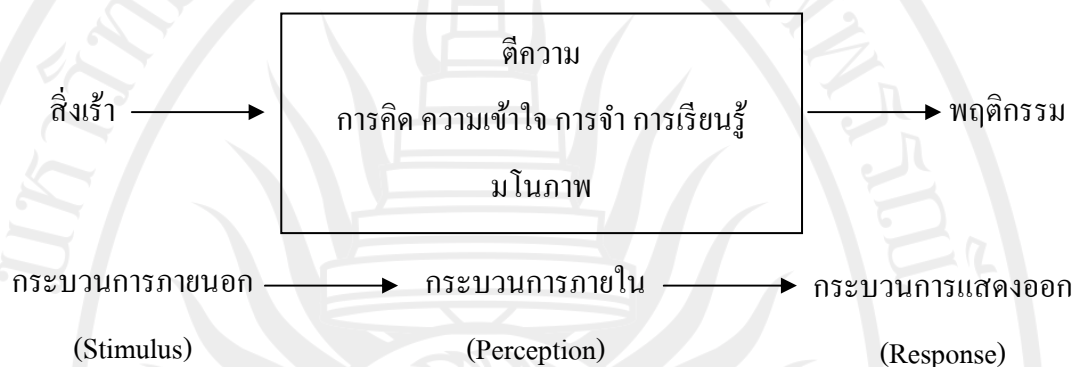 ตีความ
สิ่งเร้า
การคิด ความเข้าใจ การจำ การเรียนรู้
พฤติกรรม
มโนภาพ
กระบวนการภายนอก กระบวนการภายใน กระบวนการแสดงออก
(Stimulus) (Perception) (Response)